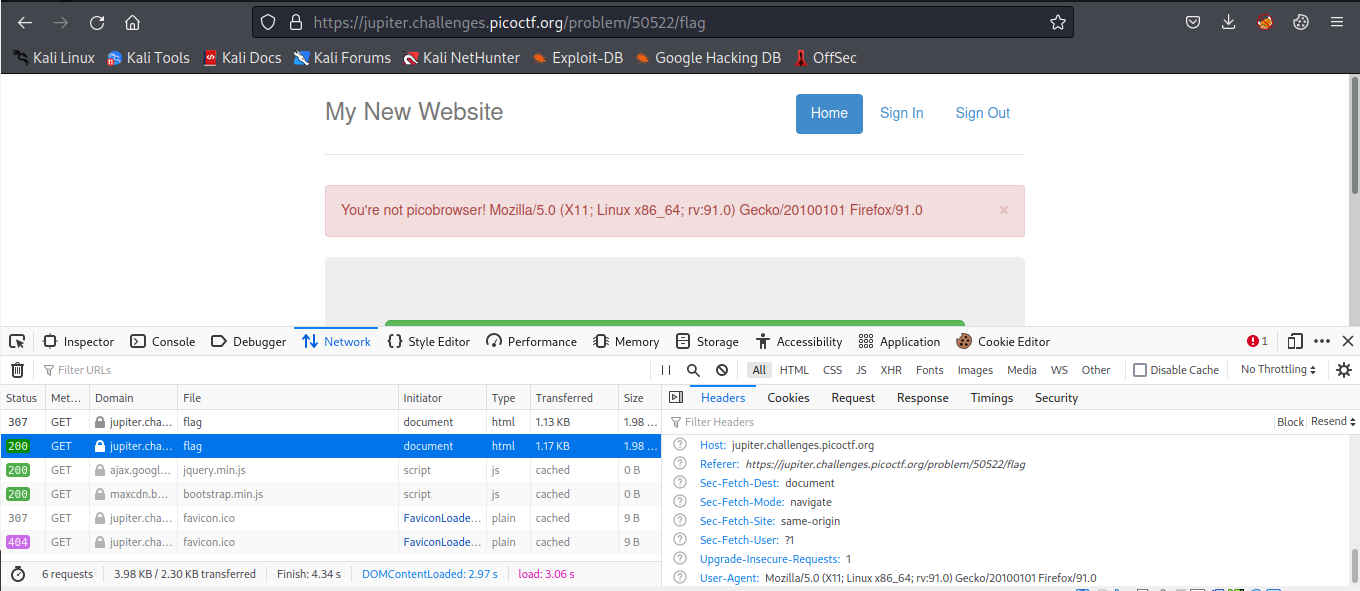 https://jupiter.challenges.picoctf.org/problem/50522/flag
Kali Linux Kali Tools Kali Docs Kali Forums Kali NetHunter Exploit-DB Google Hacking DB OffSec
My New Website Home Sign In Sign Out
You're not picobrowser! Mozilla/5.0 (X11; Linux x86_64; rv:91.0) Gecko/20100101 Firefox/91.0 ×
Inspector Console Debugger Network Style Editor Performance Memory Storage Accessibility Application Cookie Editor 1
Filter URLs All HTML CSS JS XHR Fonts Images Media WS Other Disable Cache No Throttling
Status Met... Domain File Initiator Type Transferred Size
307 GET jupiter.cha... flag document html 1.13 KB 1.98 ...
200 GET jupiter.cha... flag document html 1.17 KB 1.98 ...
200 GET ajax.googl... jquery.min.js script js cached 0 B
200 GET maxcdn.b... bootstrap.min.js script js cached 0 B
307 GET jupiter.cha... favicon.ico FaviconLoade... plain cached 9 B
404 GET jupiter.cha... favicon.ico FaviconLoade... plain cached 9 B
6 requests 3.98 KB / 2.30 KB transferred Finish: 4.34 s DOMContentLoaded: 2.97 s load: 3.06 s
Headers Cookies Request Response Timings Security
Filter Headers Block Resend
Host: jupiter.challenges.picoctf.org
Referer: https://jupiter.challenges.picoctf.org/problem/50522/flag
Sec-Fetch-Dest: document
Sec-Fetch-Mode: navigate
Sec-Fetch-Site: same-origin
Sec-Fetch-User: ?1
Upgrade-Insecure-Requests: 1
User-Agent: Mozilla/5.0 (X11; Linux x86_64; rv:91.0) Gecko/20100101 Firefox/91.0